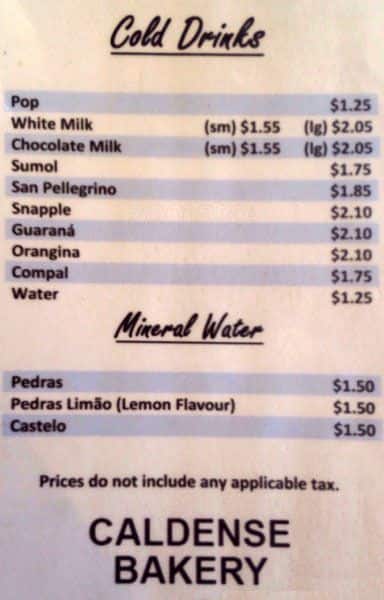 Cold Drinks
Pop $1.25
White Milk (sm) $1.55 (lg) $2.05
Chocolate Milk (sm) $1.55 (lg) $2.05
Sumol $1.75
San Pellegrino $1.85
Snapple $2.10
Guaraná $2.10
Orangina $2.10
Compal $1.75
Water $1.25
Mineral Water
Pedras $1.50
Pedras Limão (Lemon Flavour) $1.50
Castelo $1.50
Prices do not include any applicable tax.
CALDENSE
BAKERY